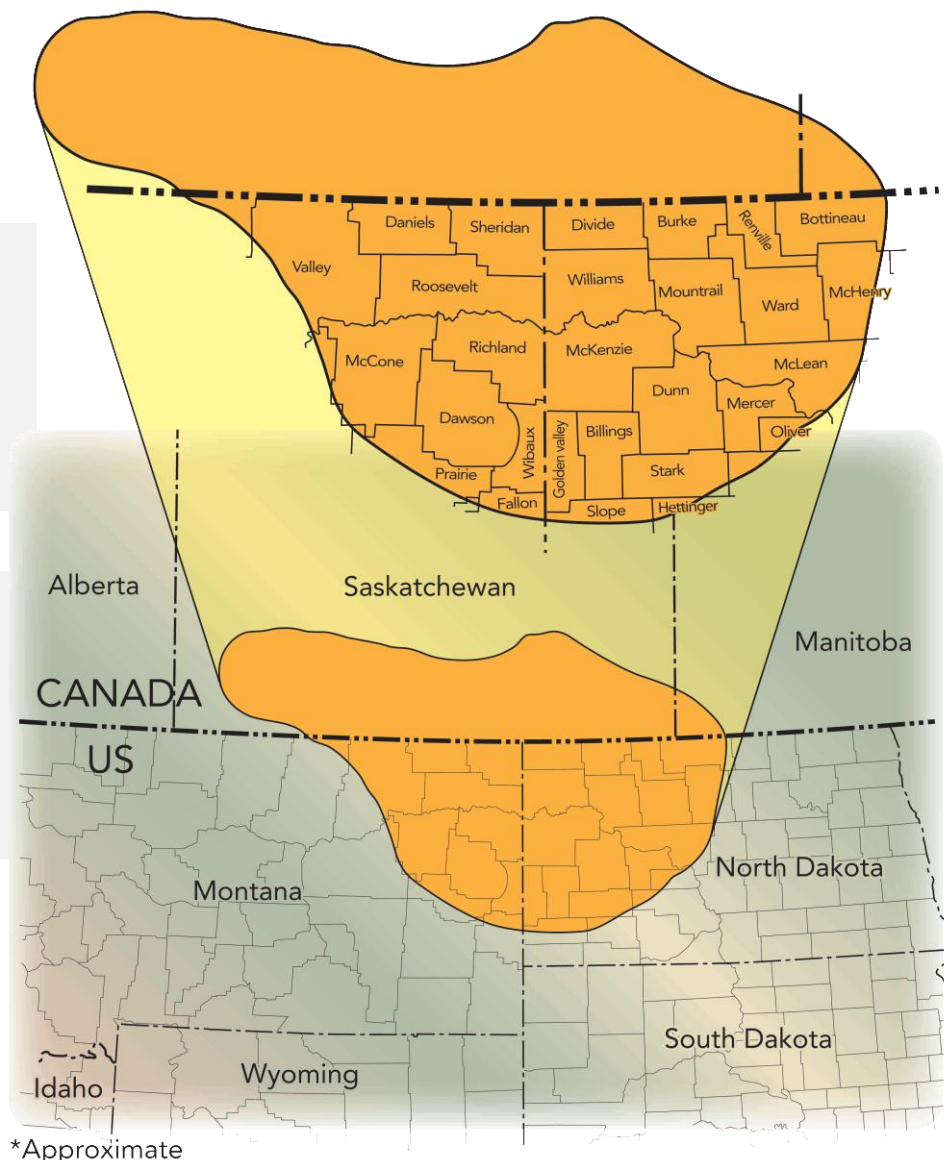 Daniels
Sheridan
Divide
Burke
Renville
Bottineau
Valley
Roosevelt
Williams
Mountrail
Ward
McHenry
McCone
Richland
McKenzie
McLean
Dawson
Wibaux
Golden valley
Billings
Dunn
Mercer
Oliver
Prairie
Stark
Fallon
Slope
Hettinger
Alberta
Saskatchewan
Manitoba
CANADA
US
Montana
North Dakota
South Dakota
Wyoming
Idaho
*Approximate